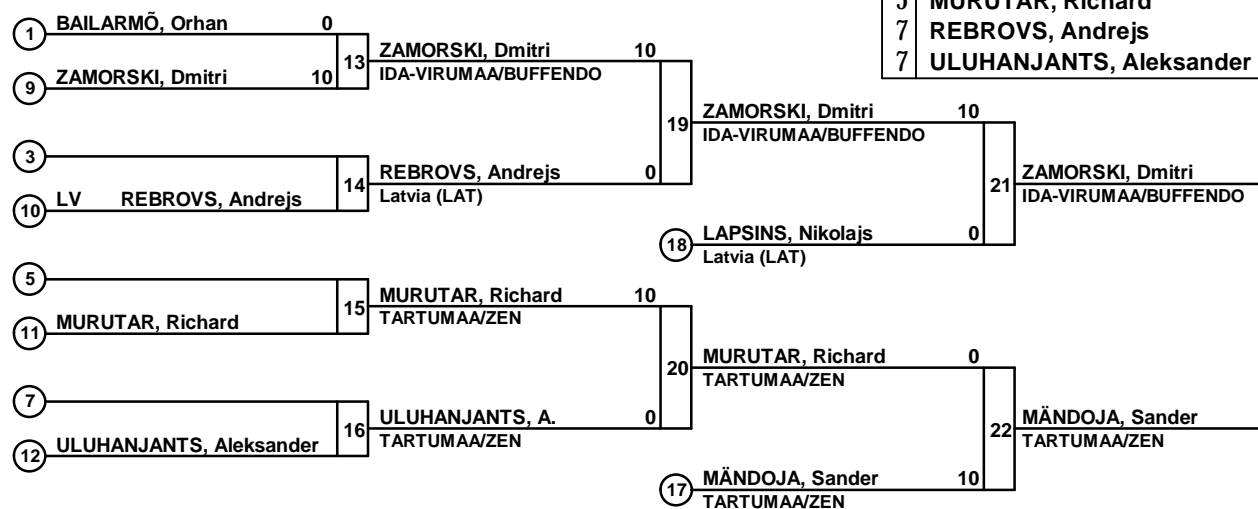 5 MURUTAR, Richard
7 REBROVS, Andrejs
7 ULUHANJANTS, Aleksander
1 BAILARMÕ, Orhan 0
13 ZAMORSKI, Dmitri 10
IDA-VIRUMAA/BUFFENDO
9 ZAMORSKI, Dmitri 10
19 ZAMORSKI, Dmitri 10
IDA-VIRUMAA/BUFFENDO
3
14 REBROVS, Andrejs 0
Latvia (LAT)
10 LV REBROVS, Andrejs
21 ZAMORSKI, Dmitri
IDA-VIRUMAA/BUFFENDO
18 LAPSINS, Nikolajs 0
Latvia (LAT)
5
15 MURUTAR, Richard 10
TARTUMAA/ZEN
11 MURUTAR, Richard
20 MURUTAR, Richard 0
TARTUMAA/ZEN
7
16 ULUHANJANTS, A. 0
TARTUMAA/ZEN
12 ULUHANJANTS, Aleksander
22 MÄNDOJA, Sander
TARTUMAA/ZEN
17 MÄNDOJA, Sander 10
TARTUMAA/ZEN